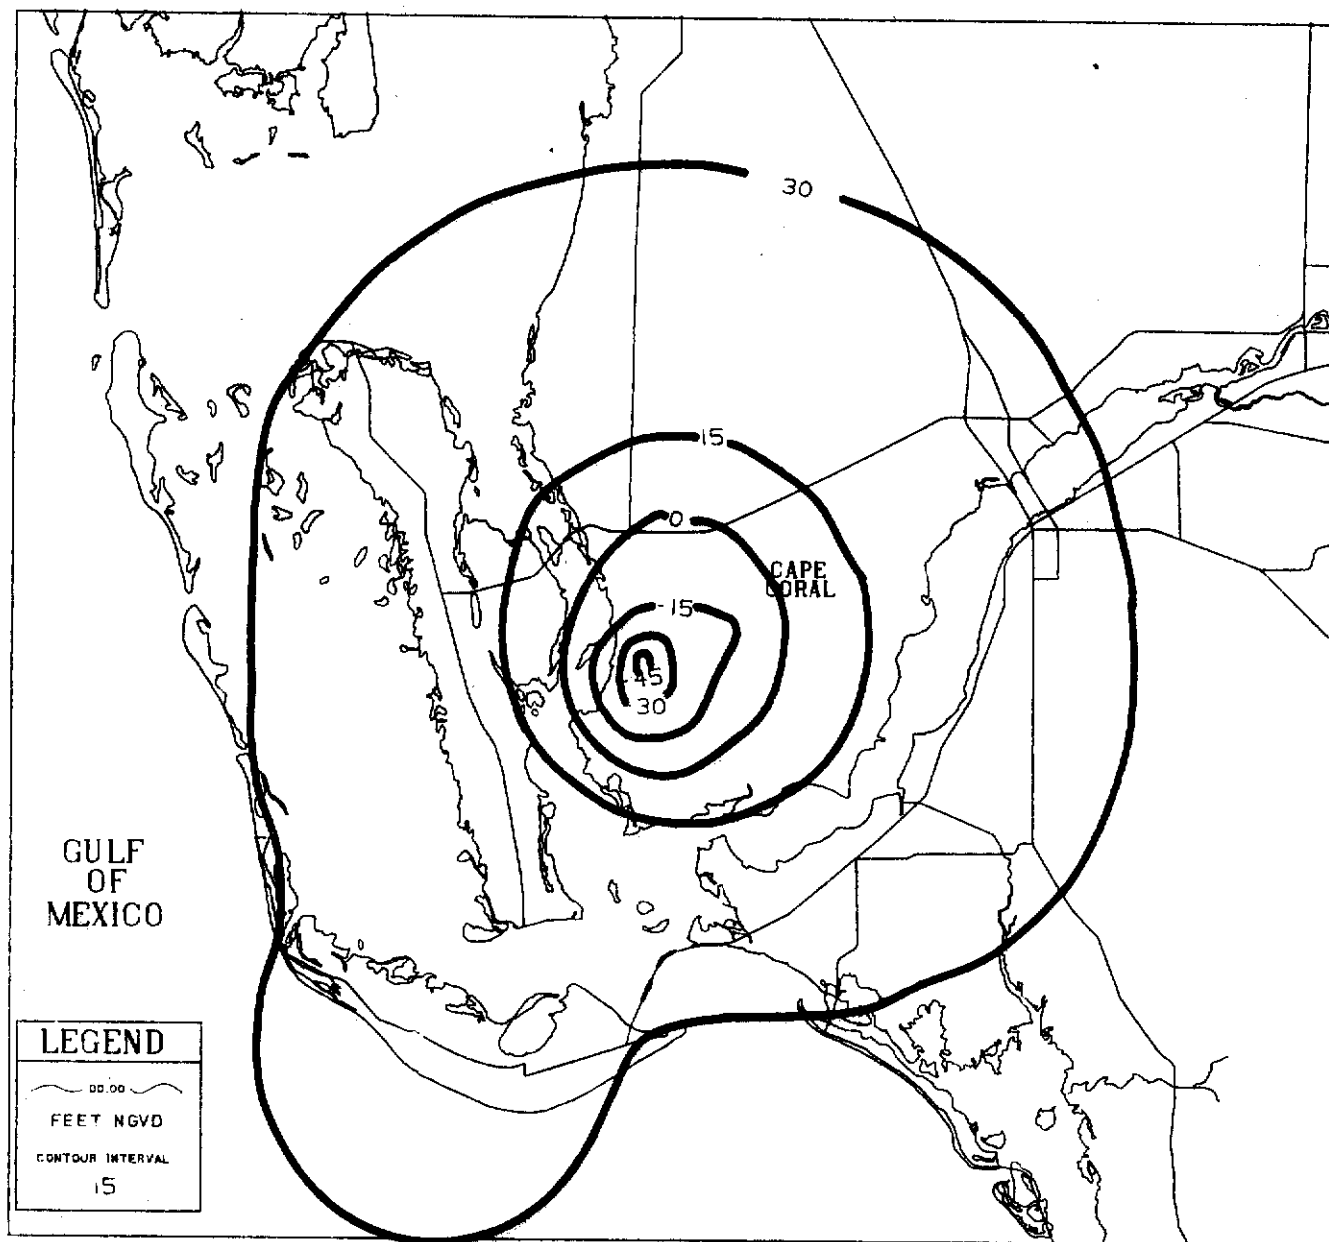 30
15
0
CAPE
CORAL
-15
-45
30
GULF
OF
MEXICO
LEGEND
00.00
FEET NGVD
CONTOUR INTERVAL
15